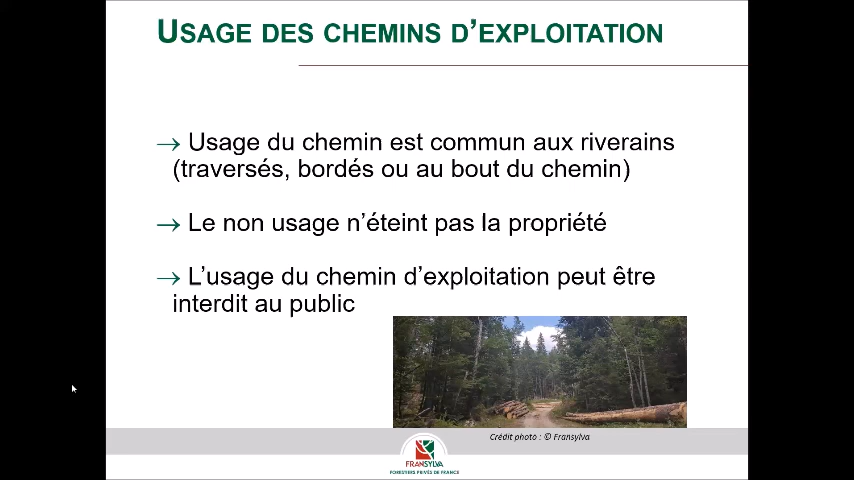 USAGE DES CHEMINS D’EXPLOITATION
→ Usage du chemin est commun aux riverains
(traversés, bordés ou au bout du chemin)
→ Le non usage n’éteint pas la propriété
→ L’usage du chemin d’exploitation peut être
interdit au public
Crédit photo : © Fransylva
FRANSYLVA
FORESTIERS PRIVÉS DE FRANCE